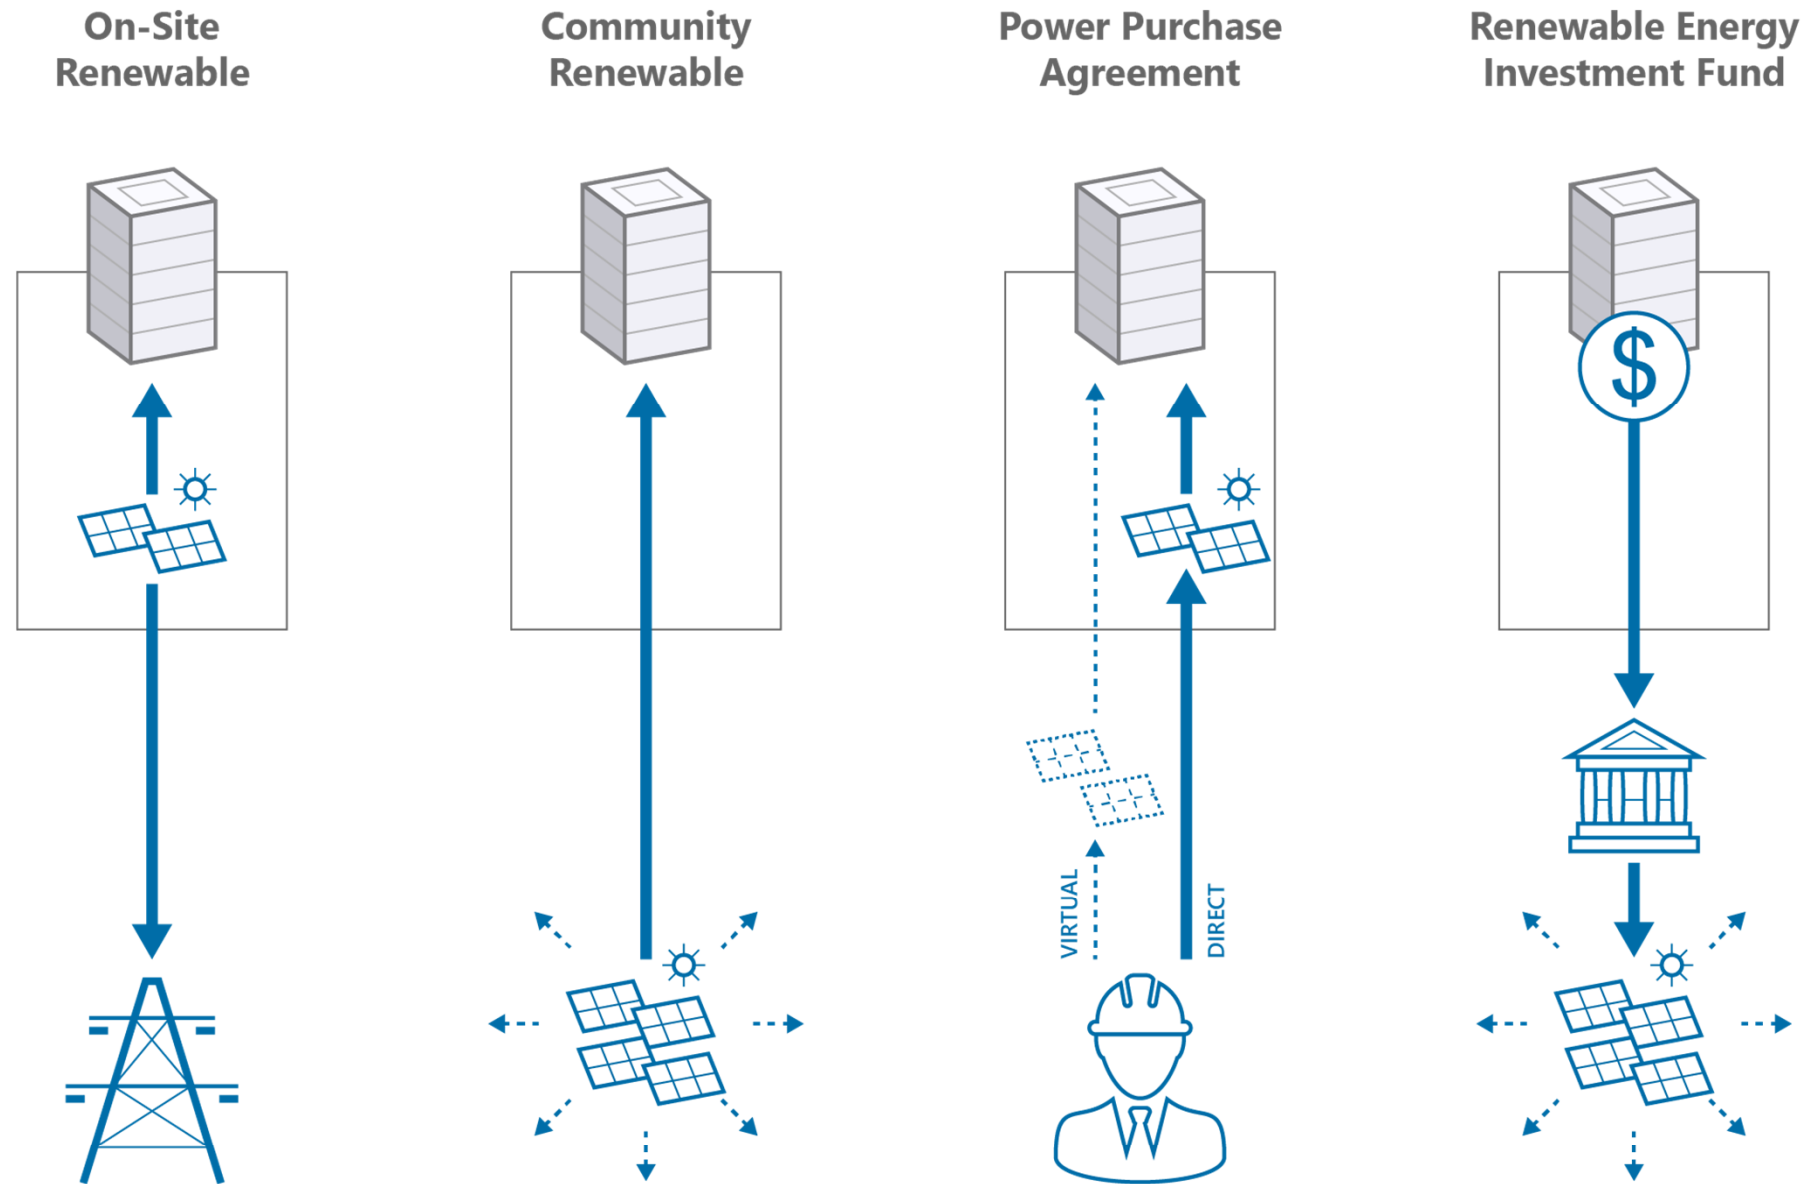 On-Site
Renewable
Community
Renewable
Power Purchase
Agreement
Renewable Energy
Investment Fund
$
VIRTUAL
DIRECT